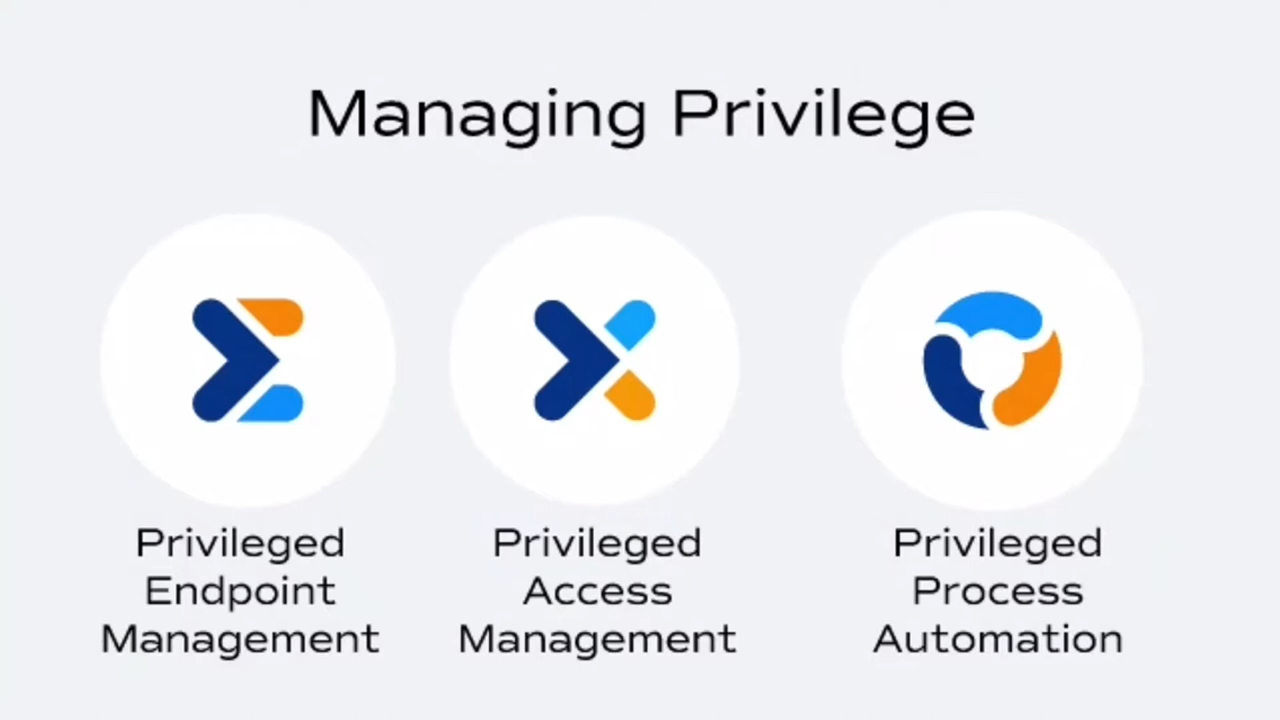 Managing Privilege
Privileged
Endpoint
Management
Privileged
Access
Management
Privileged
Process
Automation